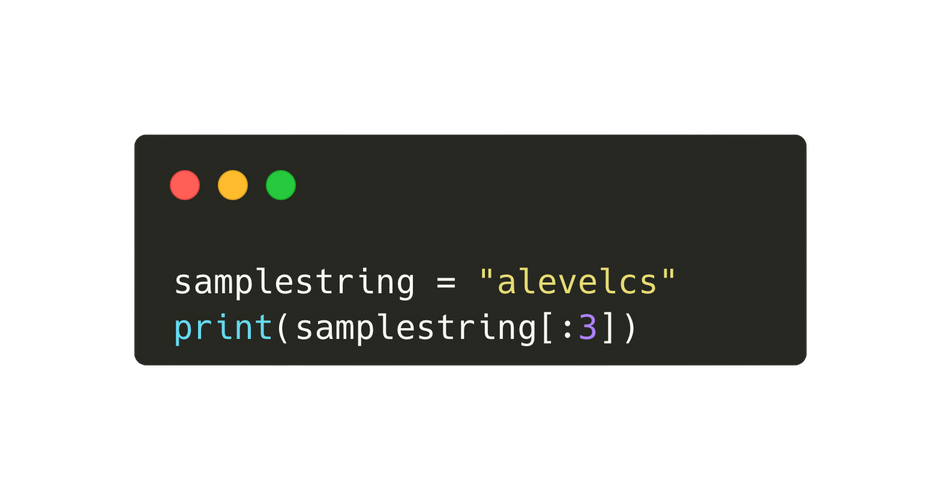 samplestring = "alevelcs"
print(samplestring[:3])